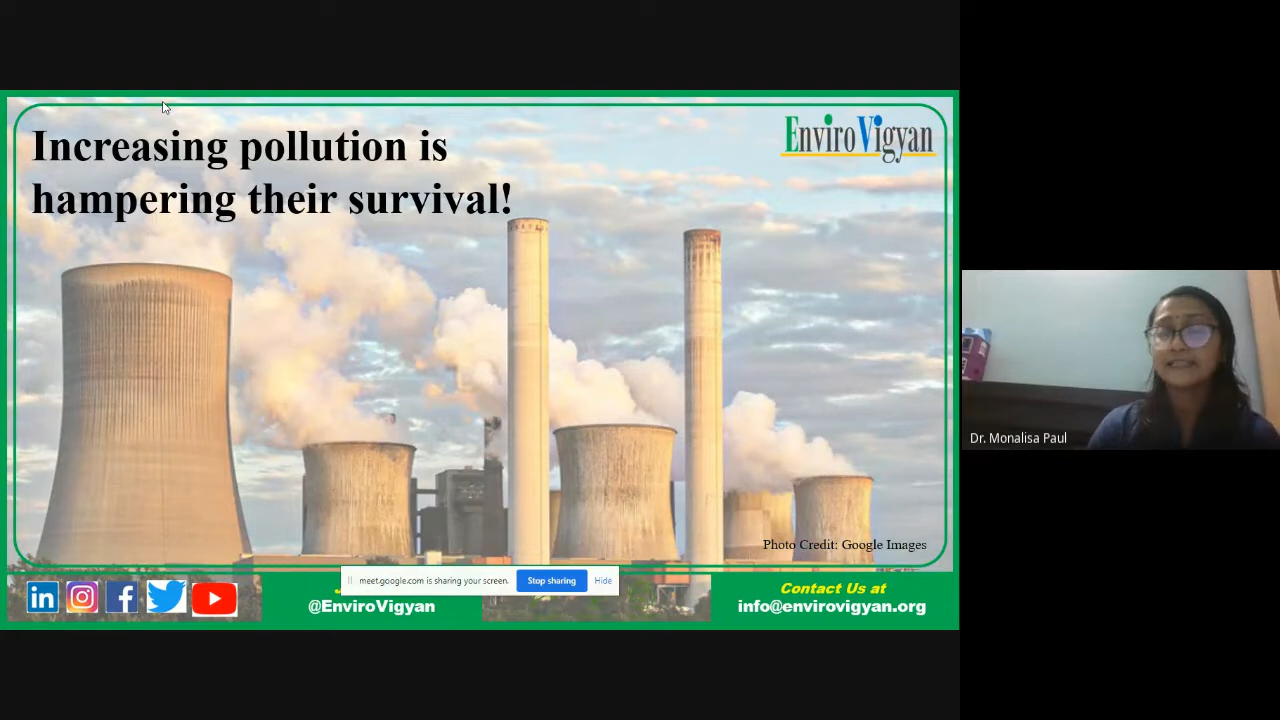 Increasing pollution is
hampering their survival!
EnviroVigyan
Photo Credit: Google Images
meet.google.com is sharing your screen.
Stop sharing
Hide
@EnviroVigyan
Contact Us at
info@envirovigyan.org
in
f
Dr. Monalisa Paul